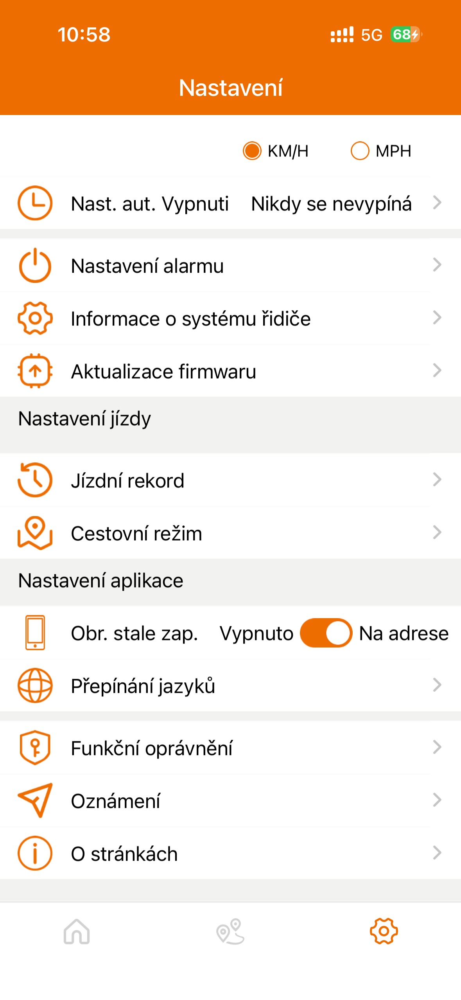 10:58 5G 68
Nastavení
KM/H MPH
Nast. aut. Vypnuti Nikdy se nevypíná
Nastavení alarmu
Informace o systému řidiče
Aktualizace firmwaru
Nastavení jízdy
Jízdní rekord
Cestovní režim
Nastavení aplikace
Obr. stale zap. Vypnuto Na adrese
Přepínání jazyků
Funkční oprávnění
Oznámení
O stránkách